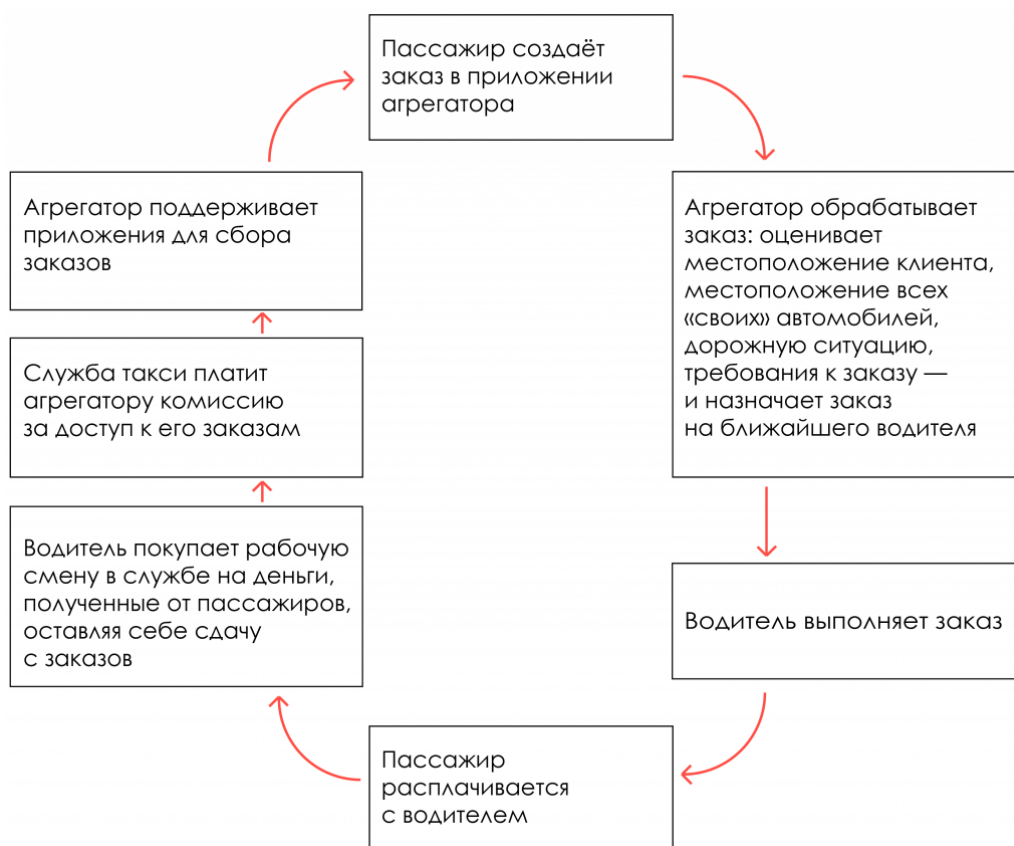 Пассажир создаёт
заказ в приложении
агрегатора
Агрегатор обрабатывает
заказ: оценивает
местоположение клиента,
местоположение всех
«своих» автомобилей,
дорожную ситуацию,
требования к заказу —
и назначает заказ
на ближайшего водителя
Водитель выполняет заказ
Пассажир
расплачивается
с водителем
Водитель покупает рабочую
смену в службе на деньги,
полученные от пассажиров,
оставляя себе сдачу
с заказов
Служба такси платит
агрегатору комиссию
за доступ к его заказам
Агрегатор поддерживает
приложения для сбора
заказов